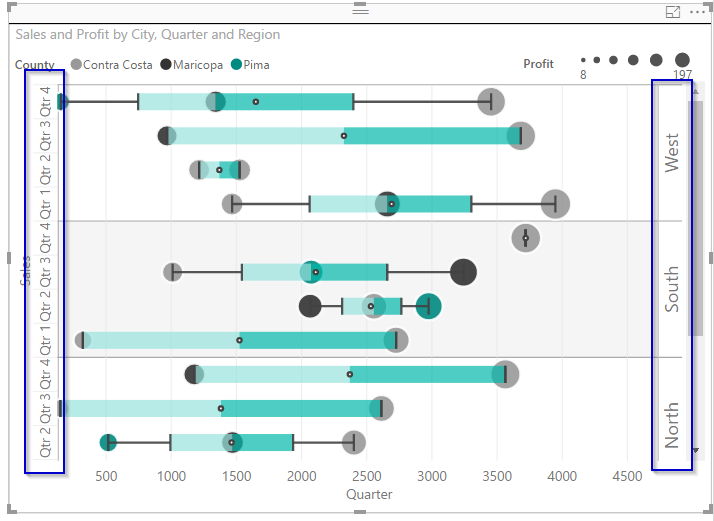 Sales and Profit by City, Quarter and Region
County Contra Costa Maricopa Pima
Profit
8 197
Qtr 4
Qtr 3
Qtr 2
Qtr 1
West
Qtr 4
Qtr 3
Qtr 2
Qtr 1
South
Qtr 4
Qtr 3
Qtr 2
North
Sales
500 1000 1500 2000 2500 3000 3500 4000 4500
Quarter